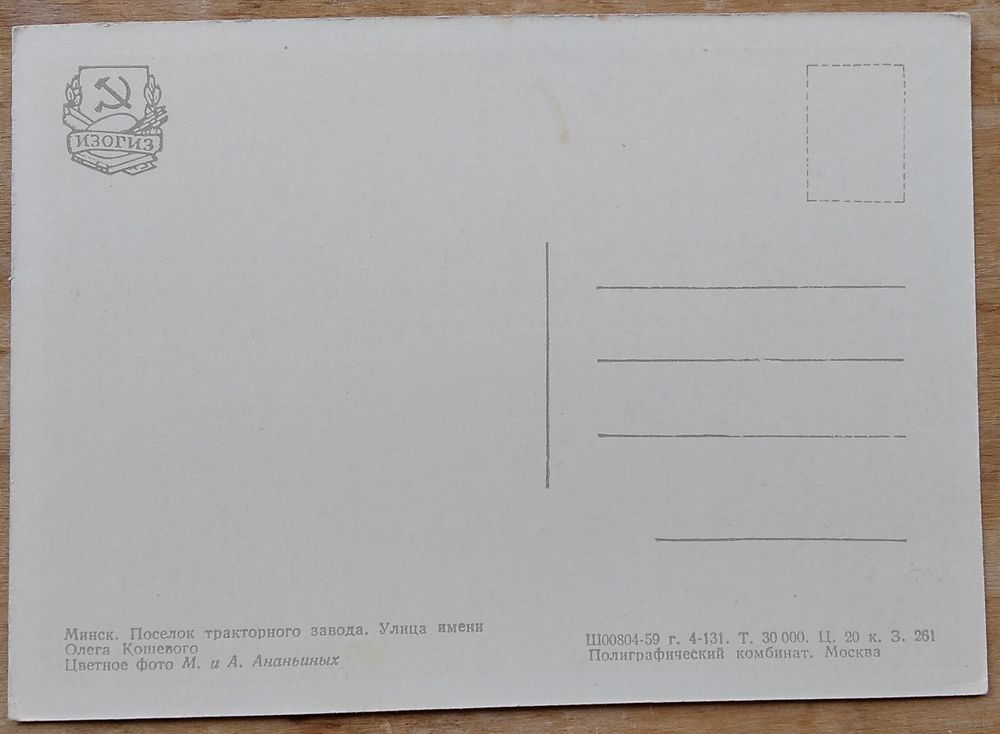 ИЗОГИЗ
Минск. Поселок тракторного завода. Улица имени
Олега Кошевого
Цветное фото М. и А. Ананьиных
Ш00804-59 г. 4-131. Т. 30 000. Ц. 20 к. З. 261
Полиграфический комбинат. Москва